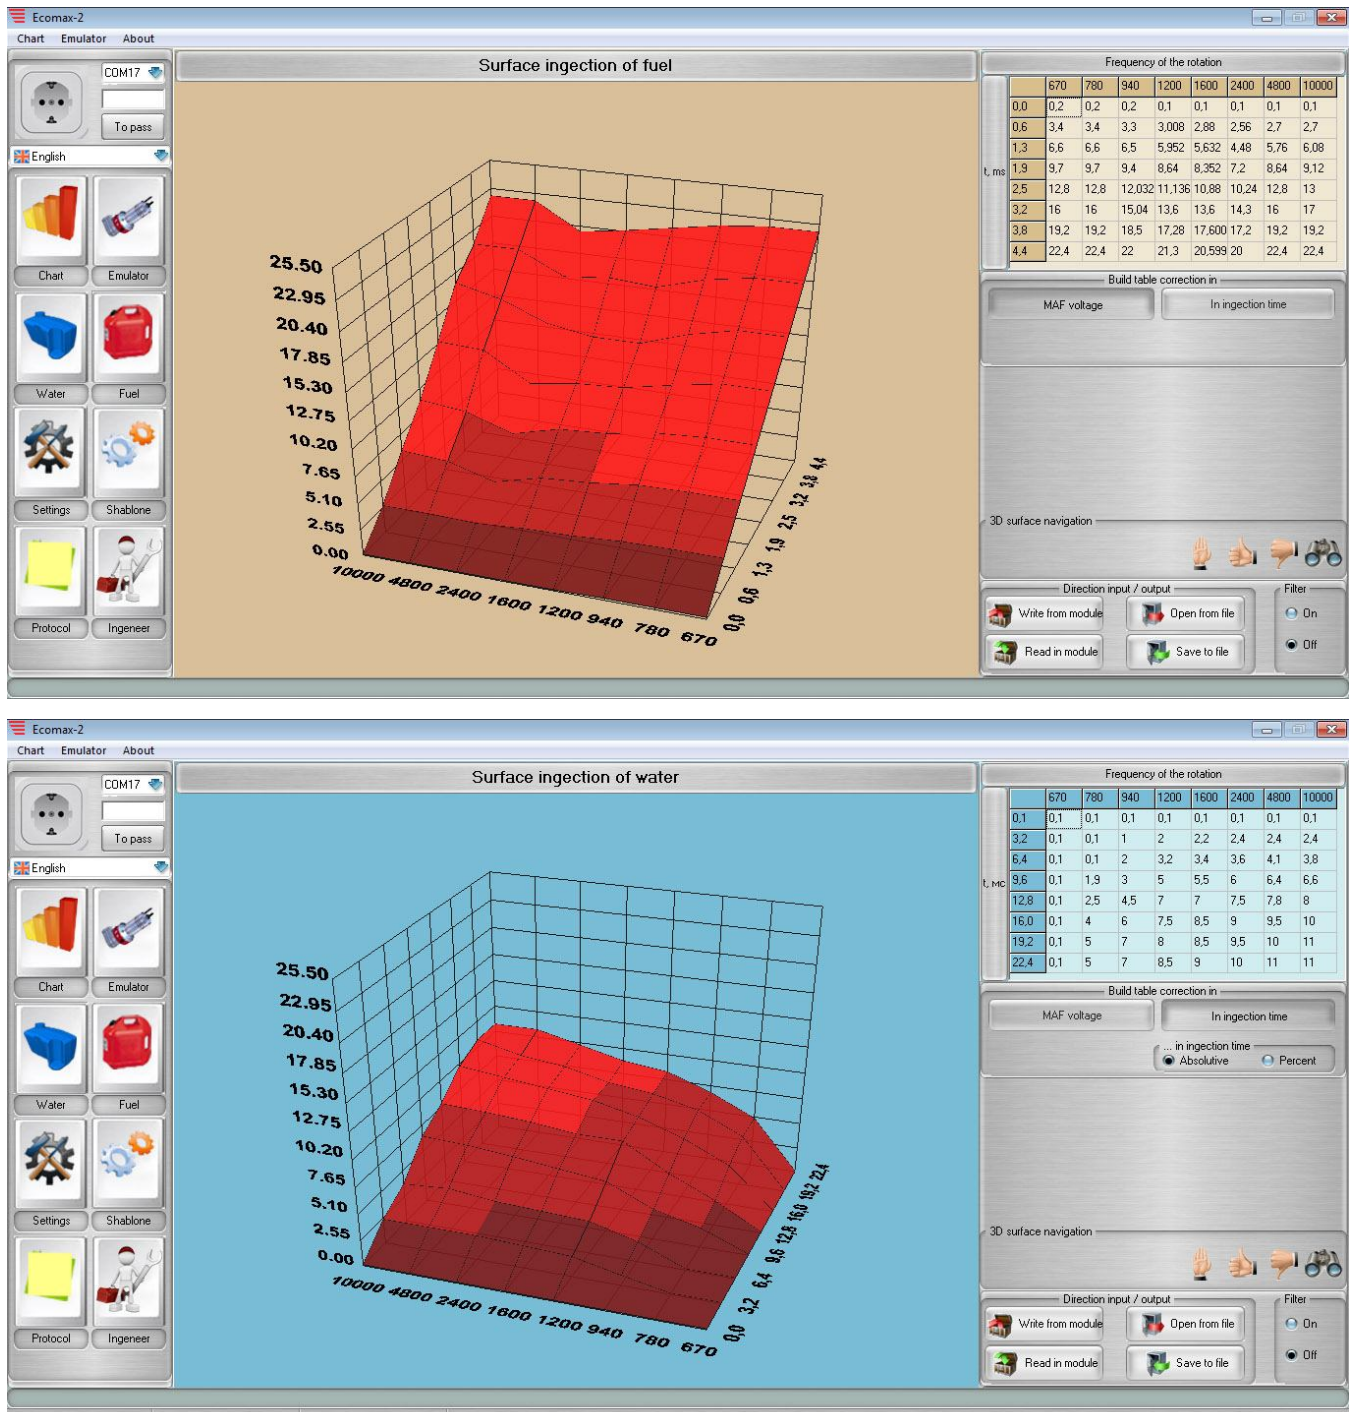 Ecomax-2
Chart Emulator About
COM17
To pass
English
Chart Emulator
Water Fuel
Settings Shablone
Protocol Ingeneer
Surface ingection of fuel
25.50
22.95
20.40
17.85
15.30
12.75
10.20
7.65
5.10
2.55
0.00
10000 4800 2400 1600 1200 940 780 670
0,0 0,6 1,3 1,9 2,5 3,2 3,8 4,4
Frequency of the rotation
t, ms
670 780 940 1200 1600 2400 4800 10000
0,0 0,2 0,2 0,2 0,1 0,1 0,1 0,1 0,1
0,6 3,4 3,4 3,3 3,008 2,88 2,56 2,7 2,7
1,3 6,6 6,6 6,5 5,952 5,632 4,48 5,76 6,08
1,9 9,7 9,7 9,4 8,64 8,352 7,2 8,64 9,12
2,5 12,8 12,8 12,032 11,136 10,88 10,24 12,8 13
3,2 16 16 15,04 13,6 13,6 14,3 16 17
3,8 19,2 19,2 18,5 17,28 17,600 17,2 19,2 19,2
4,4 22,4 22,4 22 21,3 20,599 20 22,4 22,4
Build table correction in
MAF voltage In ingection time
3D surface navigation
Direction input / output
Write from module Open from file
Read in module Save to file
Filter
On
Off
Ecomax-2
Chart Emulator About
COM17
To pass
English
Chart Emulator
Water Fuel
Settings Shablone
Protocol Ingeneer
Surface ingection of water
25.50
22.95
20.40
17.85
15.30
12.75
10.20
7.65
5.10
2.55
0.00
10000 4800 2400 1600 1200 940 780 670
0,0 3,2 6,4 9,6 12,8 16,0 19,2 22,4
Frequency of the rotation
t, мс
670 780 940 1200 1600 2400 4800 10000
0,1 0,1 0,1 0,1 0,1 0,1 0,1 0,1 0,1
3,2 0,1 0,1 1 2 2,2 2,4 2,4 2,4
6,4 0,1 0,1 2 3,2 3,4 3,6 4,1 3,8
9,6 0,1 1,9 3 5 5,5 6 6,4 6,6
12,8 0,1 2,5 4,5 7 7 7,5 7,8 8
16,0 0,1 4 6 7,5 8,5 9 9,5 10
19,2 0,1 5 7 8 8,5 9,5 10 11
22,4 0,1 5 7 8,5 9 10 11 11
Build table correction in
MAF voltage In ingection time
... in ingection time
Absolutive Percent
3D surface navigation
Direction input / output
Write from module Open from file
Read in module Save to file
Filter
On
Off